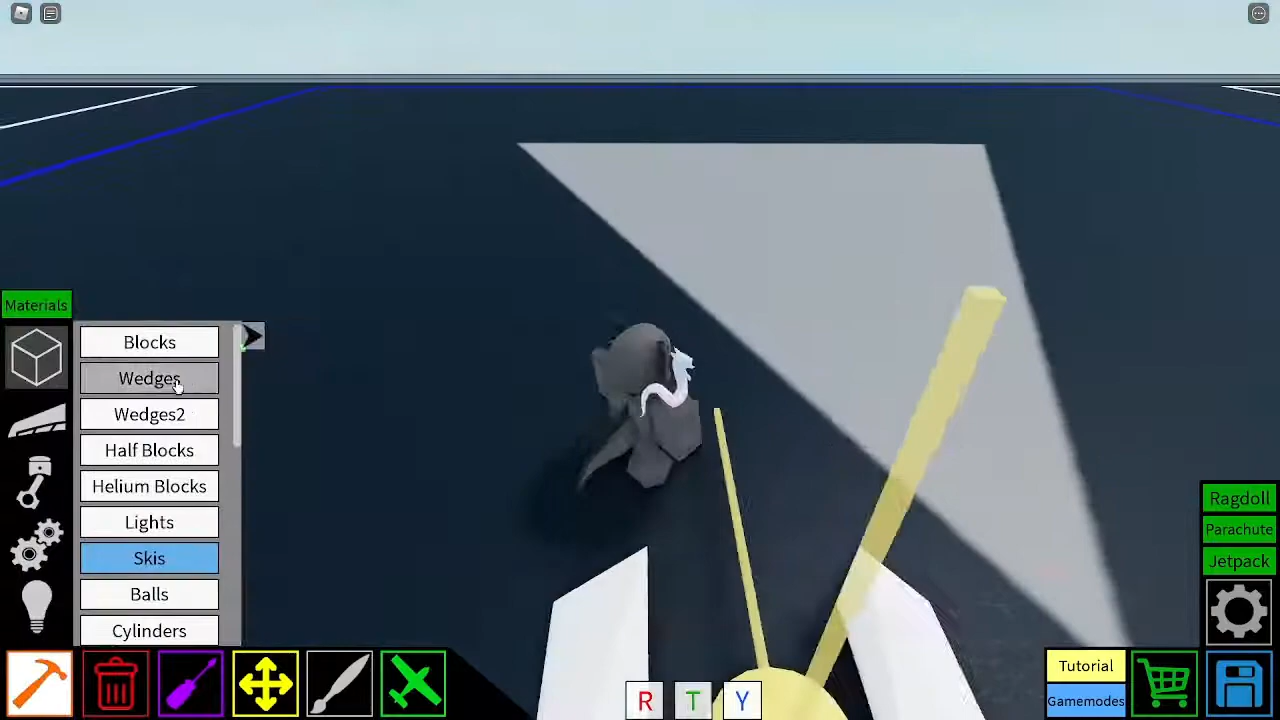 Materials
Blocks
Wedges
Wedges2
Half Blocks
Helium Blocks
Lights
Skis
Balls
Cylinders
Ragdoll
Parachute
Jetpack
Tutorial
Gamemodes
R T Y